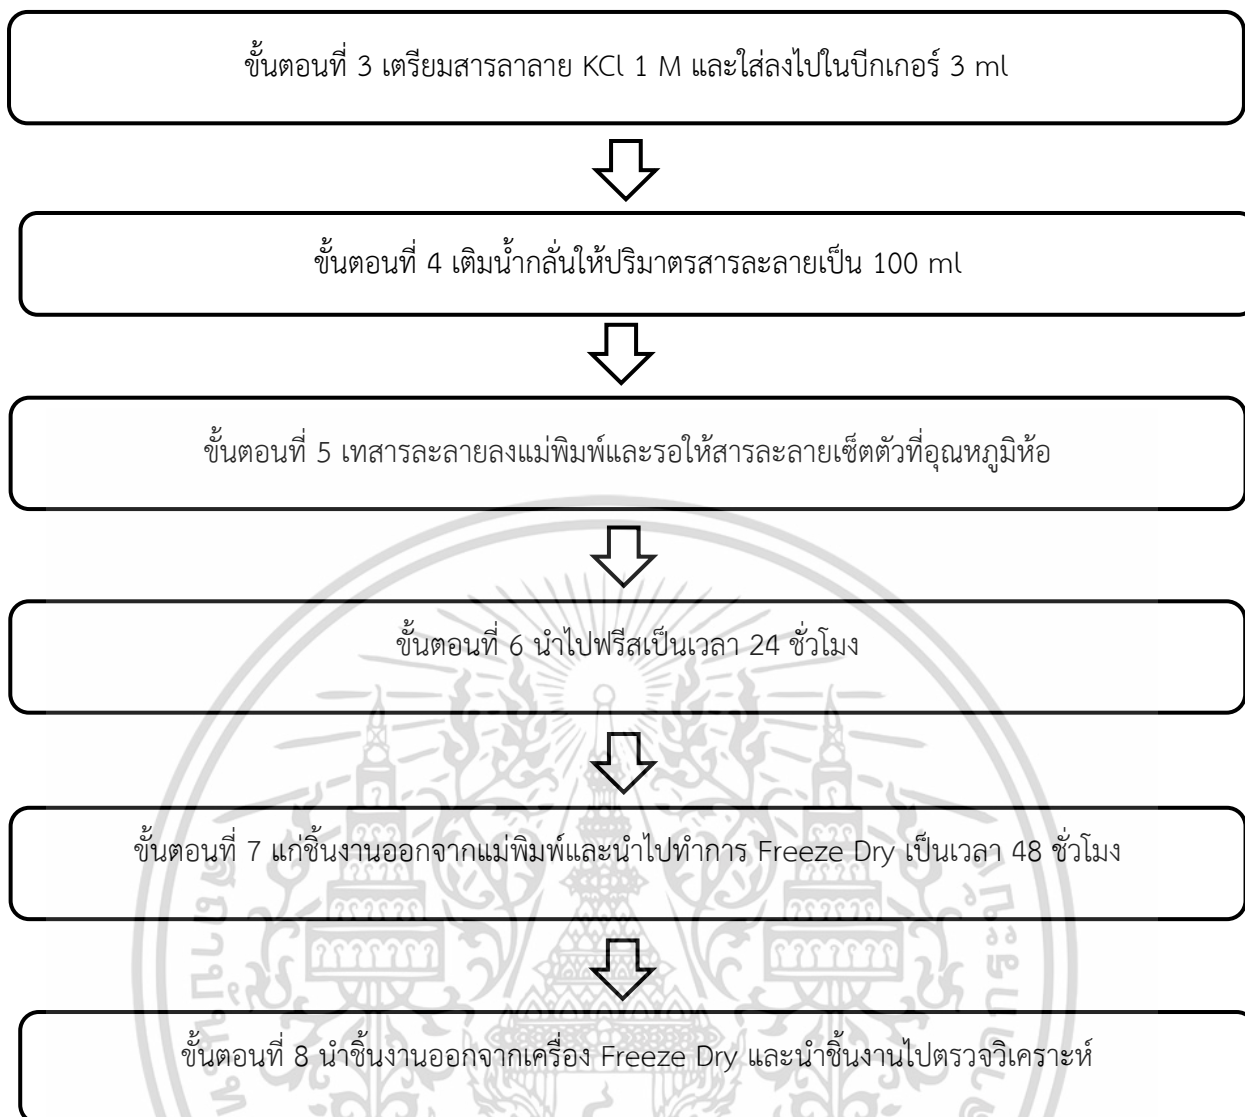 ขั้นตอนที่ 3 เตรียมสารลาลาย KCl 1 M และใส่ลงไปในบีกเกอร์ 3 ml
ขั้นตอนที่ 4 เติมน้ำกลั่นให้ปริมาตรสารละลายเป็น 100 ml
ขั้นตอนที่ 5 เทสารละลายลงแม่พิมพ์และรอให้สารละลายเซ็ตตัวที่อุณหภูมิห้อ
ขั้นตอนที่ 6 นำไปฟรีสเป็นเวลา 24 ชั่วโมง
ขั้นตอนที่ 7 แก่ชิ้นงานออกจากแม่พิมพ์และนำไปทำการ Freeze Dry เป็นเวลา 48 ชั่วโมง
ขั้นตอนที่ 8 นำชิ้นงานออกจากเครื่อง Freeze Dry และนำชิ้นงานไปตรวจวิเคราะห์